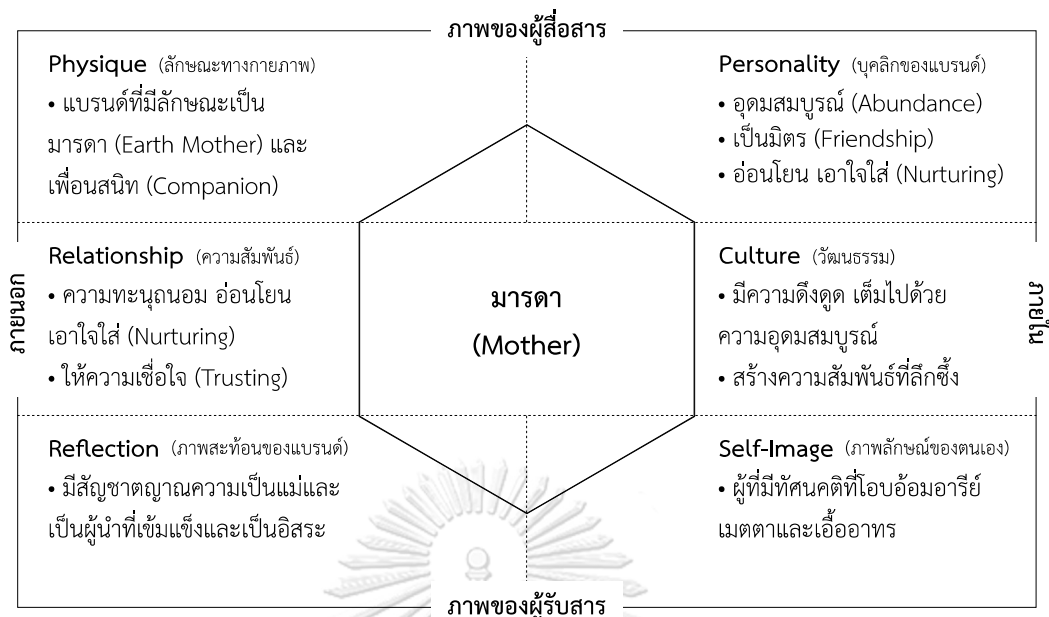 ภาพของผู้สื่อสาร
Physique (ลักษณะทางกายภาพ)
• แบรนด์ที่มีลักษณะเป็น
มารดา (Earth Mother) และ
เพื่อนสนิท (Companion)
Personality (บุคลิกของแบรนด์)
• อุดมสมบูรณ์ (Abundance)
• เป็นมิตร (Friendship)
• อ่อนโยน เอาใจใส่ (Nurturing)
ภายนอก
Relationship (ความสัมพันธ์)
• ความทะนุถนอม อ่อนโยน
เอาใจใส่ (Nurturing)
• ให้ความเชื่อใจ (Trusting)
มารดา
(Mother)
Culture (วัฒนธรรม)
• มีความดึงดูด เต็มไปด้วย
ความอุดมสมบูรณ์
• สร้างความสัมพันธ์ที่ลึกซึ้ง
ภายใน
Reflection (ภาพสะท้อนของแบรนด์)
• มีสัญชาตญาณความเป็นแม่และ
เป็นผู้นำที่เข้มแข็งและเป็นอิสระ
Self-Image (ภาพลักษณ์ของตนเอง)
• ผู้ที่มีทัศนคติที่โอบอ้อมอารีย์
เมตตาและเอื้ออาทร
ภาพของผู้รับสาร